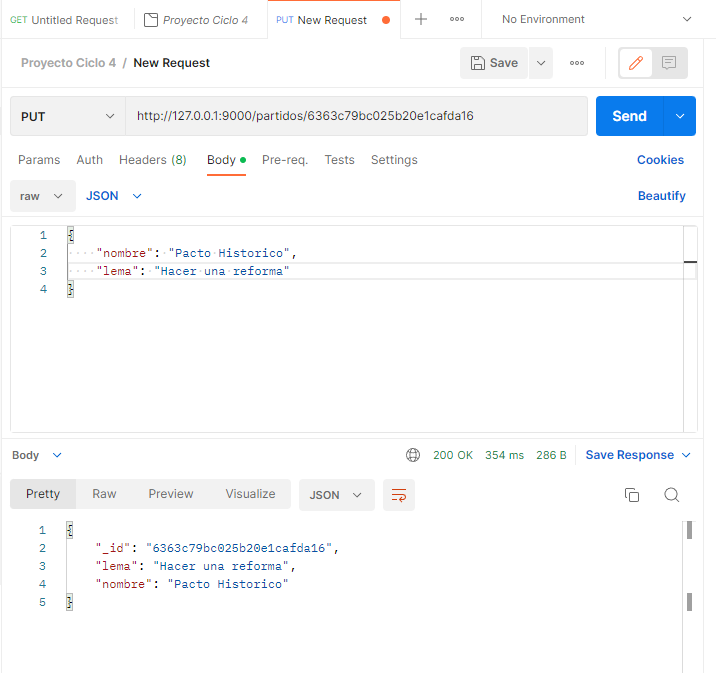 GET Untitled Request Proyecto Ciclo 4 PUT New Request No Environment
Proyecto Ciclo 4 / New Request Save
PUT http://127.0.0.1:9000/partidos/6363c79bc025b20e1cafda16 Send
Params Auth Headers (8) Body Pre-req. Tests Settings Cookies
raw JSON Beautify
1 {
2 "nombre": "Pacto Historico",
3 "lema": "Hacer una reforma"
4 }
Body 200 OK 354 ms 286 B Save Response
Pretty Raw Preview Visualize JSON
1 {
2 "_id": "6363c79bc025b20e1cafda16",
3 "lema": "Hacer una reforma",
4 "nombre": "Pacto Historico"
5 }